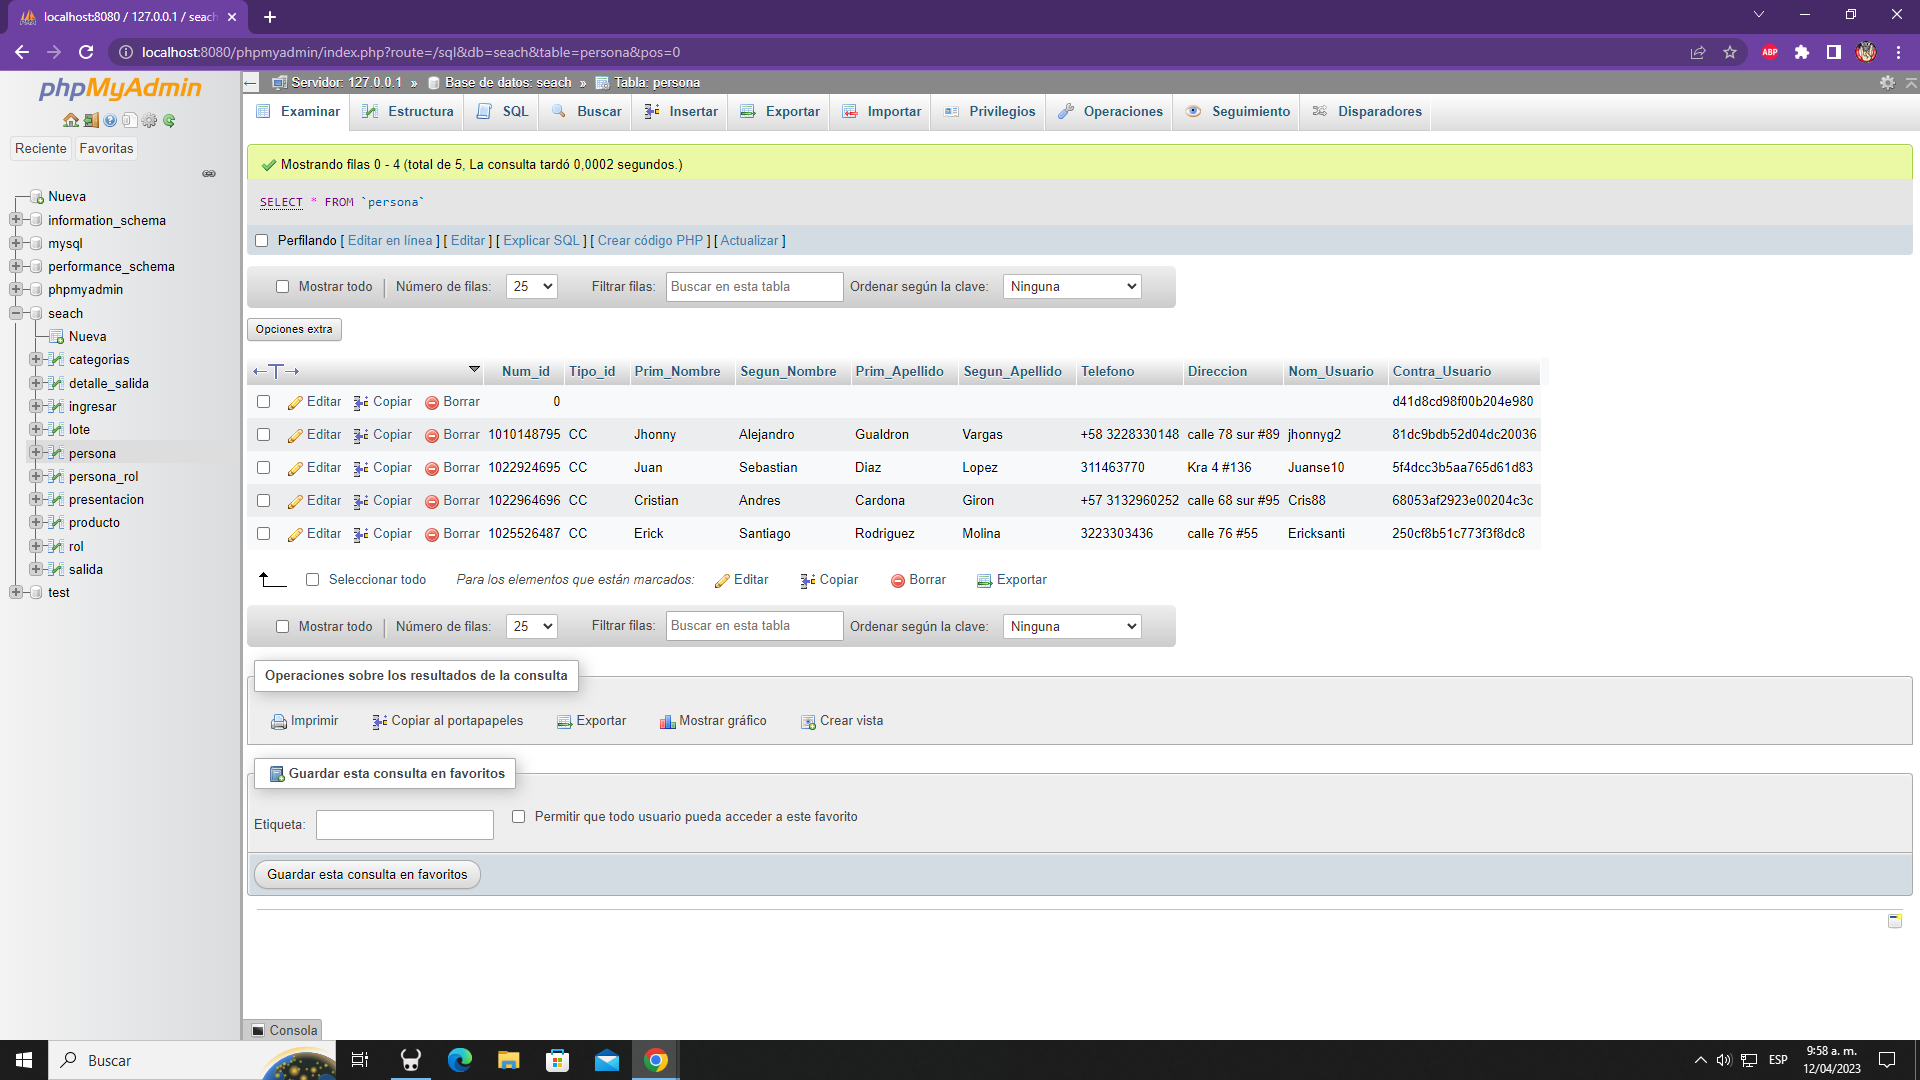 localhost:8080 / 127.0.0.1 / seach
localhost:8080/phpmyadmin/index.php?route=/sql&db=seach&table=persona&pos=0
ABP
phpMyAdmin
Reciente Favoritas
Nueva
information_schema
mysql
performance_schema
phpmyadmin
seach
Nueva
categorias
detalle_salida
ingresar
lote
persona
persona_rol
presentacion
producto
rol
salida
test
Servidor: 127.0.0.1 » Base de datos: seach » Tabla: persona
Examinar Estructura SQL Buscar Insertar Exportar Importar Privilegios Operaciones Seguimiento Disparadores
Mostrando filas 0 - 4 (total de 5, La consulta tardó 0,0002 segundos.)
SELECT * FROM `persona`
Perfilando [ Editar en línea ] [ Editar ] [ Explicar SQL ] [ Crear código PHP ] [ Actualizar ]
Mostrar todo Número de filas: 25 Filtrar filas: Buscar en esta tabla Ordenar según la clave: Ninguna
Opciones extra
←T→ Num_id Tipo_id Prim_Nombre Segun_Nombre Prim_Apellido Segun_Apellido Telefono Direccion Nom_Usuario Contra_Usuario
Editar Copiar Borrar 0 d41d8cd98f00b204e980
Editar Copiar Borrar 1010148795 CC Jhonny Alejandro Gualdron Vargas +58 3228330148 calle 78 sur #89 jhonnyg2 81dc9bdb52d04dc20036
Editar Copiar Borrar 1022924695 CC Juan Sebastian Diaz Lopez 311463770 Kra 4 #136 Juanse10 5f4dcc3b5aa765d61d83
Editar Copiar Borrar 1022964696 CC Cristian Andres Cardona Giron +57 3132960252 calle 68 sur #95 Cris88 68053af2923e00204c3c
Editar Copiar Borrar 1025526487 CC Erick Santiago Rodriguez Molina 3223303436 calle 76 #55 Ericksanti 250cf8b51c773f3f8dc8
Seleccionar todo Para los elementos que están marcados: Editar Copiar Borrar Exportar
Mostrar todo Número de filas: 25 Filtrar filas: Buscar en esta tabla Ordenar según la clave: Ninguna
Operaciones sobre los resultados de la consulta
Imprimir Copiar al portapapeles Exportar Mostrar gráfico Crear vista
Guardar esta consulta en favoritos
Etiqueta: Permitir que todo usuario pueda acceder a este favorito
Guardar esta consulta en favoritos
Consola
Buscar
ESP
9:58 a. m.
12/04/2023